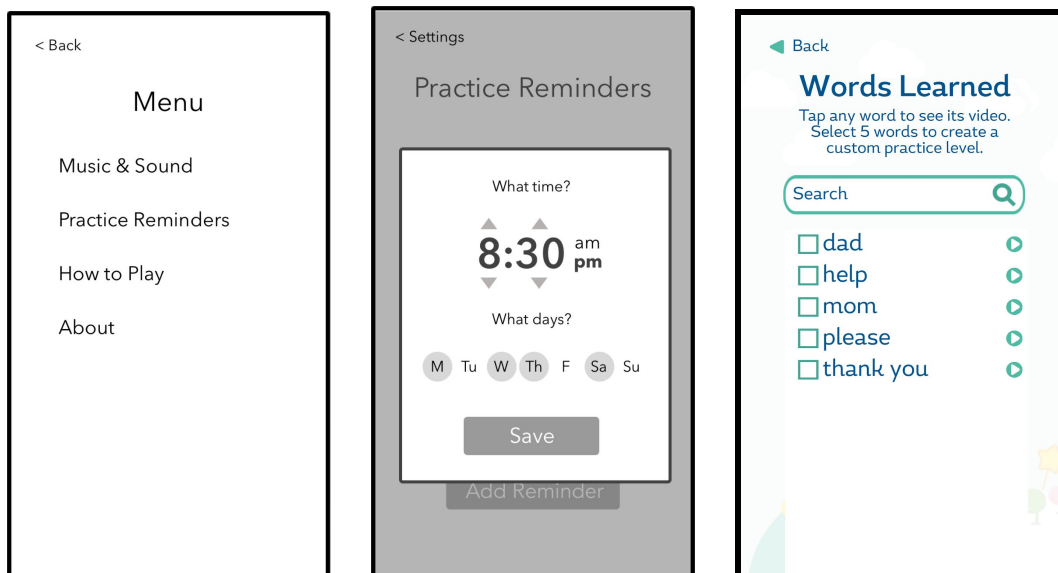 < Back
Menu
Music & Sound
Practice Reminders
How to Play
About
< Settings
Practice Reminders
What time?
8:30 am
pm
What days?
M Tu W Th F Sa Su
Save
Add Reminder
Back
Words Learned
Tap any word to see its video.
Select 5 words to create a
custom practice level.
Search
dad
help
mom
please
thank you